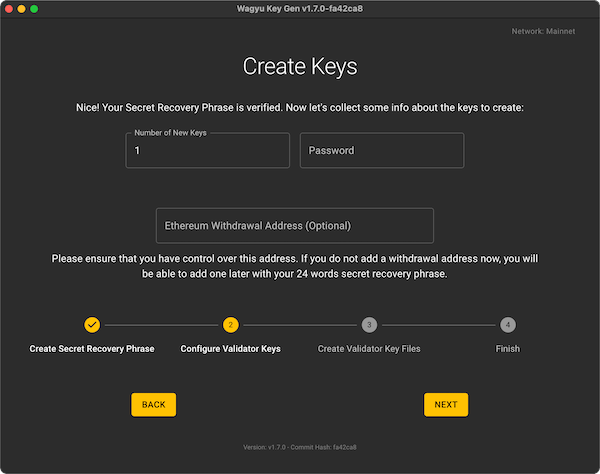 Wagyu Key Gen v1.7.0-fa42ca8
Network: Mainnet
Create Keys
Nice! Your Secret Recovery Phrase is verified. Now let's collect some info about the keys to create:
Number of New Keys
1
Password
Ethereum Withdrawal Address (Optional)
Please ensure that you have control over this address. If you do not add a withdrawal address now, you will
be able to add one later with your 24 words secret recovery phrase.
2
3
4
Create Secret Recovery Phrase
Configure Validator Keys
Create Validator Key Files
Finish
BACK
NEXT
Version: v1.7.0 - Commit Hash: fa42ca8